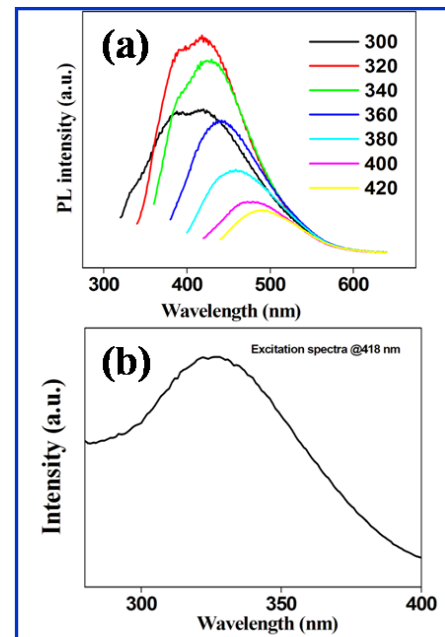 (a)
300
320
340
360
380
400
420
PL intensity (a.u.)
300 400 500 600
Wavelength (nm)
(b)
Excitation spectra @418 nm
Intensity (a.u.)
300 350 400
Wavelength (nm)